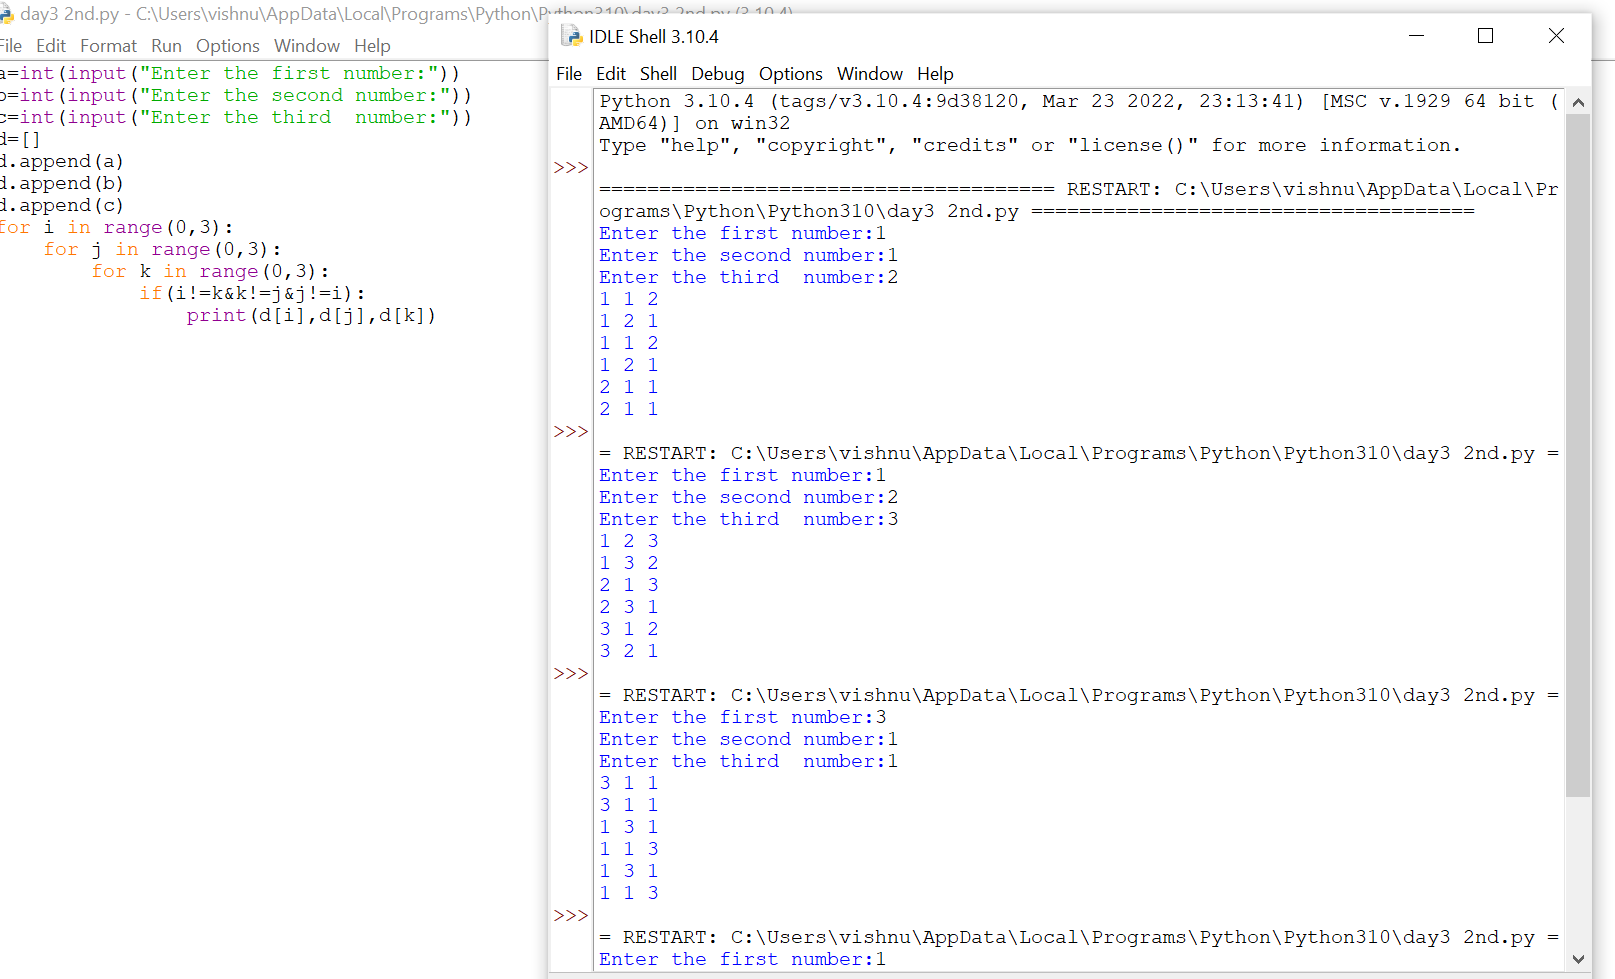 day3 2nd.py - C:\Users\vishnu\AppData\Local\Programs\Python\Python310\day3 2nd.py (3.10.4)
File Edit Format Run Options Window Help
a=int(input("Enter the first number:"))
b=int(input("Enter the second number:"))
c=int(input("Enter the third  number:"))
d=[]
d.append(a)
d.append(b)
d.append(c)
for i in range(0,3):
    for j in range(0,3):
        for k in range(0,3):
            if(i!=k&k!=j&j!=i):
                print(d[i],d[j],d[k])
IDLE Shell 3.10.4
File Edit Shell Debug Options Window Help
Python 3.10.4 (tags/v3.10.4:9d38120, Mar 23 2022, 23:13:41) [MSC v.1929 64 bit (
AMD64)] on win32
Type "help", "copyright", "credits" or "license()" for more information.
>>>
====================================== RESTART: C:\Users\vishnu\AppData\Local\Pr
ograms\Python\Python310\day3 2nd.py =====================================
Enter the first number:1
Enter the second number:1
Enter the third  number:2
1 1 2
1 2 1
1 1 2
1 2 1
2 1 1
2 1 1
>>>
= RESTART: C:\Users\vishnu\AppData\Local\Programs\Python\Python310\day3 2nd.py =
Enter the first number:1
Enter the second number:2
Enter the third  number:3
1 2 3
1 3 2
2 1 3
2 3 1
3 1 2
3 2 1
>>>
= RESTART: C:\Users\vishnu\AppData\Local\Programs\Python\Python310\day3 2nd.py =
Enter the first number:3
Enter the second number:1
Enter the third  number:1
3 1 1
3 1 1
1 3 1
1 1 3
1 3 1
1 1 3
>>>
= RESTART: C:\Users\vishnu\AppData\Local\Programs\Python\Python310\day3 2nd.py =
Enter the first number:1